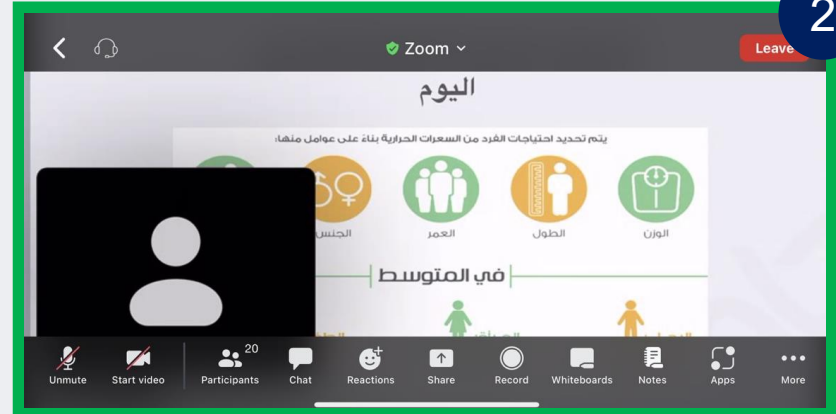 2
Zoom
Leave
اليوم
يتم تحديد احتياجات الفرد من السعرات الحرارية بناءً على عوامل منها:
الوزن
الطول
العمر
الجنس
في المتوسط
20
Unmute
Start video
Participants
Chat
Reactions
Share
Record
Whiteboards
Notes
Apps
More